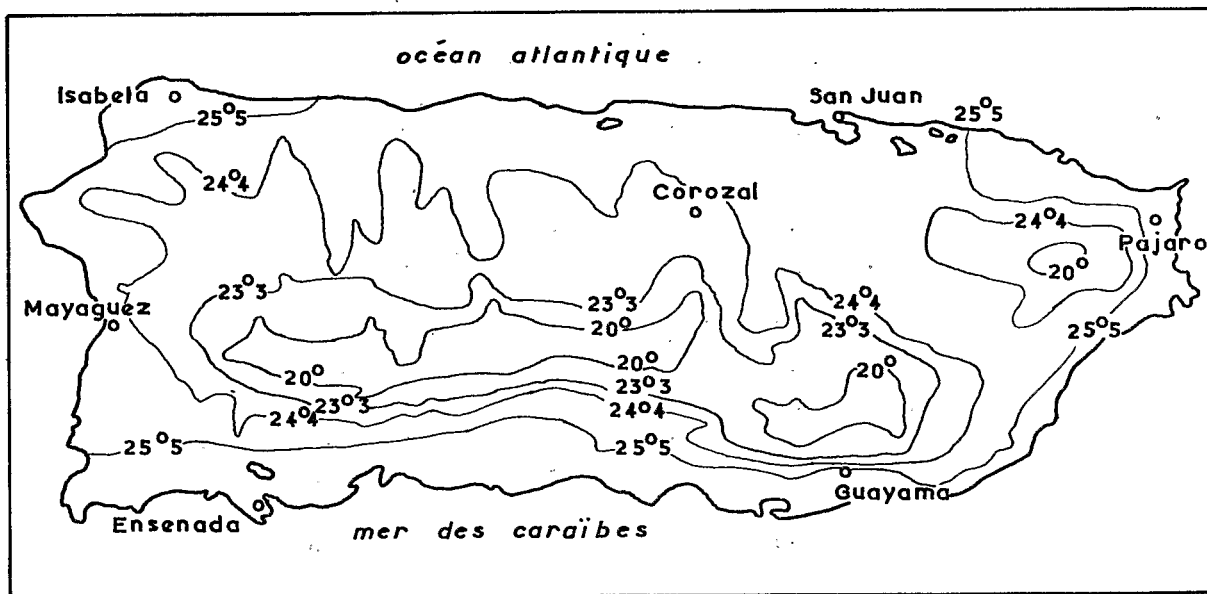 océan atlantique
Isabela
San Juan
25°5
25°5
24°4
Corozal
24°4
Pajaro
20°
23°3
23°3
24°4
Mayaguez
20°
23°3
25°5
20°
20°
20°
23°3
23°3
24°4
24°4
25°5
25°5
Guayama
Ensenada
mer des caraïbes